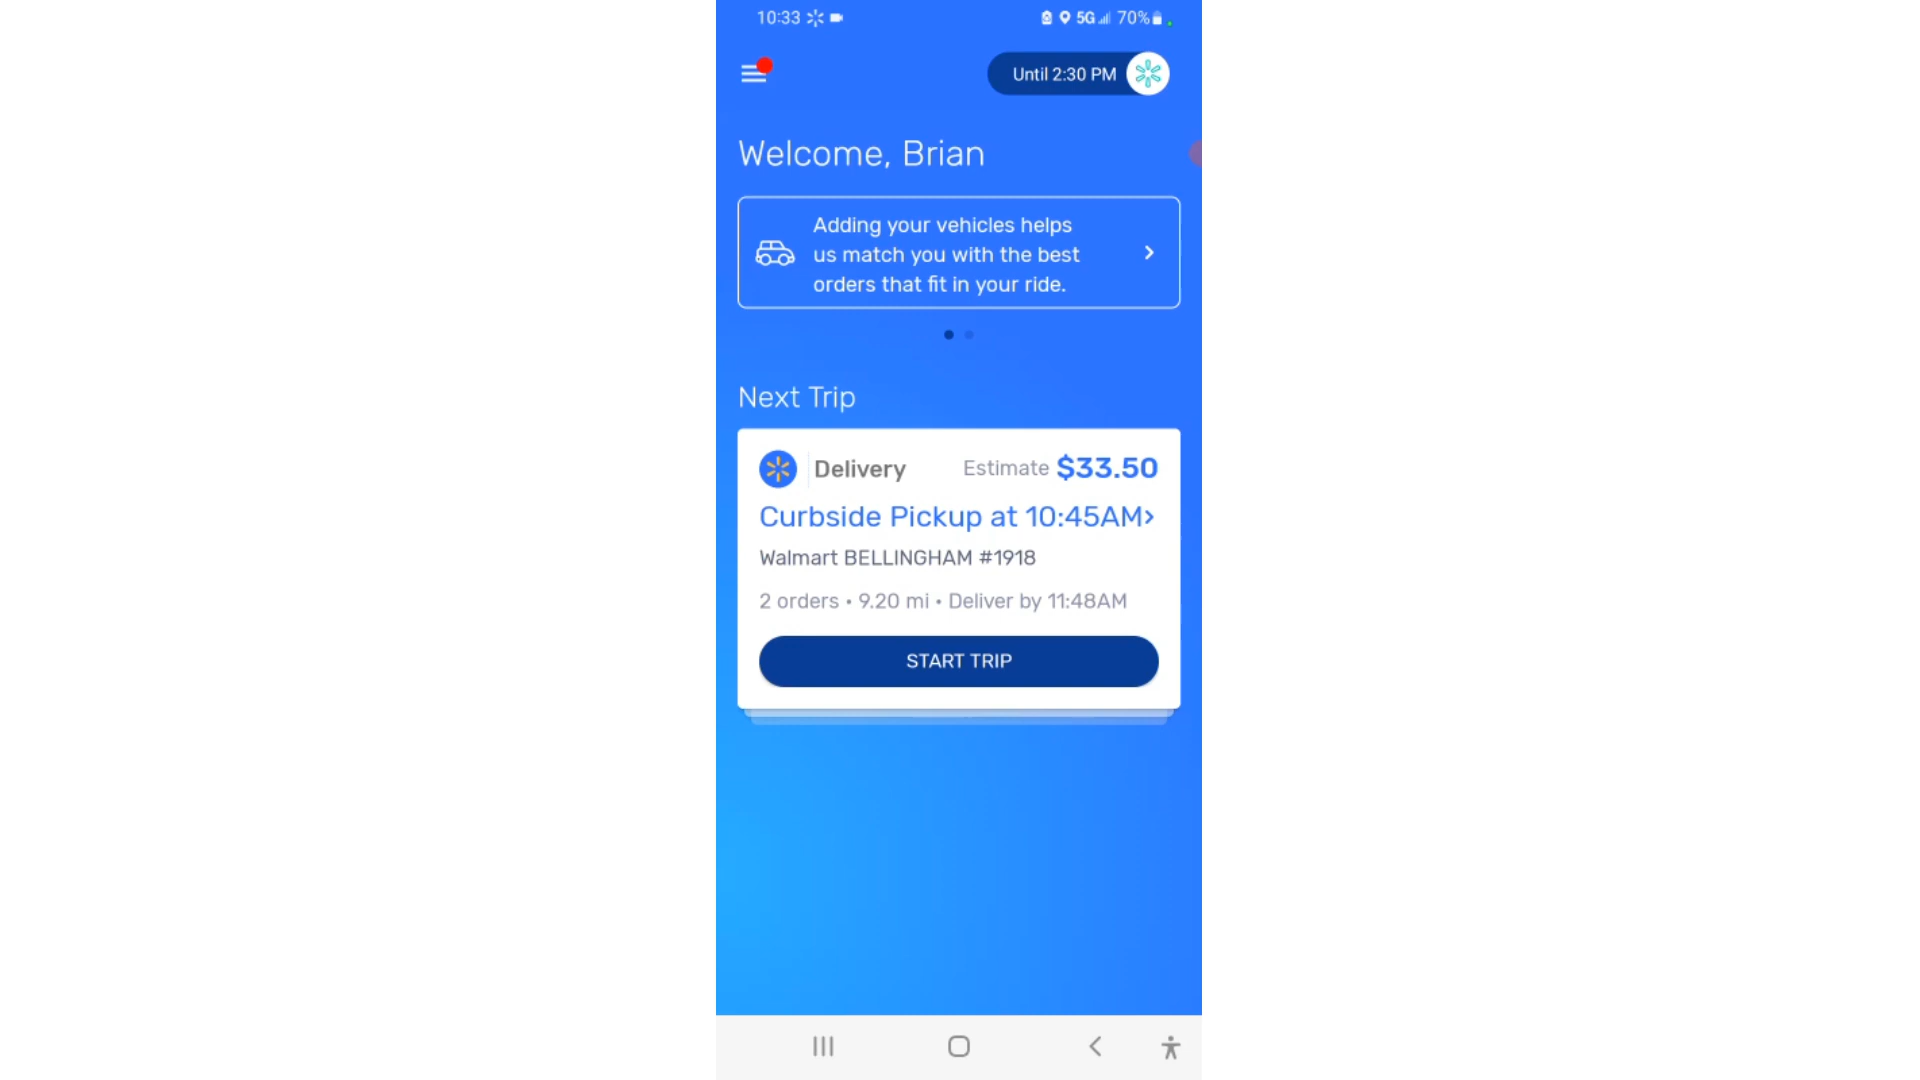 10:33 5G 70%
Until 2:30 PM
Welcome, Brian
Adding your vehicles helps
us match you with the best
orders that fit in your ride.
Next Trip
Delivery Estimate $33.50
Curbside Pickup at 10:45AM›
Walmart BELLINGHAM #1918
2 orders • 9.20 mi • Deliver by 11:48AM
START TRIP